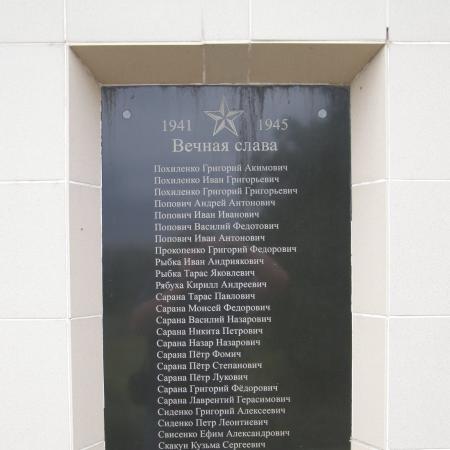 1941 1945
Вечная слава
Похиленко Григорий Акимович
Похиленко Иван Григорьевич
Похиленко Григорий Григорьевич
Попович Андрей Антонович
Попович Иван Иванович
Попович Василий Федотович
Попович Иван Антонович
Прокопенко Григорий Федорович
Рыбка Иван Андриякович
Рыбка Тарас Яковлевич
Рябуха Кирилл Андреевич
Сарана Тарас Павлович
Сарана Моисей Федорович
Сарана Василий Назарович
Сарана Никита Петрович
Сарана Назар Назарович
Сарана Пётр Фомич
Сарана Пётр Степанович
Сарана Пётр Лукович
Сарана Григорий Фёдорович
Сарана Лаврентий Герасимович
Сиденко Григорий Алексеевич
Сиденко Петр Леонтиевич
Свисенко Ефим Александрович
Скакун Кузьма Сергеевич